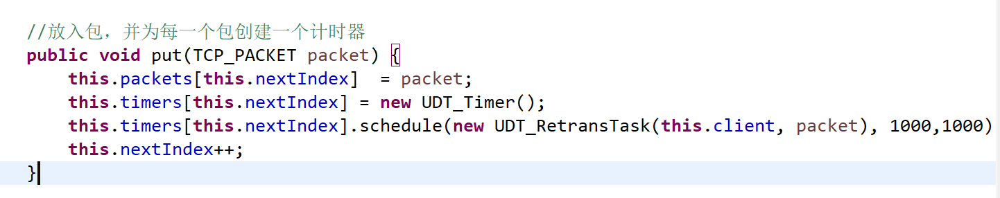 //放入包，并为每一个包创建一个计时器
public void put(TCP_PACKET packet) {
    this.packets[this.nextIndex]  = packet;
    this.timers[this.nextIndex] = new UDT_Timer();
    this.timers[this.nextIndex].schedule(new UDT_RetransTask(this.client, packet), 1000,1000)
    this.nextIndex++;
}